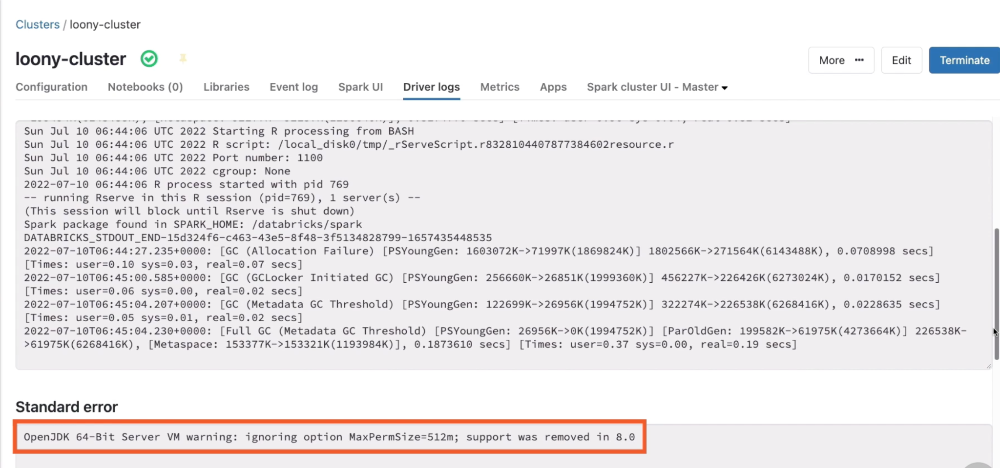 Clusters / loony-cluster
loony-cluster
More ••• Edit Terminate
Configuration Notebooks (0) Libraries Event log Spark UI Driver logs Metrics Apps Spark cluster UI - Master
Sun Jul 10 06:44:06 UTC 2022 Starting R processing from BASH
Sun Jul 10 06:44:06 UTC 2022 R script: /local_disk0/tmp/_rServeScript.r8328104407877384602resource.r
Sun Jul 10 06:44:06 UTC 2022 Port number: 1100
Sun Jul 10 06:44:06 UTC 2022 cgroup: None
2022-07-10 06:44:06 R process started with pid 769
-- running Rserve in this R session (pid=769), 1 server(s) --
(This session will block until Rserve is shut down)
Spark package found in SPARK_HOME: /databricks/spark
DATABRICKS_STDOUT_END-15d324f6-c463-43e5-8f48-3f5134828799-1657435448535
2022-07-10T06:44:27.235+0000: [GC (Allocation Failure) [PSYoungGen: 1603072K->71997K(1869824K)] 1802566K->271564K(6143488K), 0.0708998 secs]
[Times: user=0.10 sys=0.03, real=0.07 secs]
2022-07-10T06:45:00.585+0000: [GC (GCLocker Initiated GC) [PSYoungGen: 256660K->26851K(1999360K)] 456227K->226426K(6273024K), 0.0170152 secs]
[Times: user=0.06 sys=0.00, real=0.02 secs]
2022-07-10T06:45:04.207+0000: [GC (Metadata GC Threshold) [PSYoungGen: 122699K->26956K(1994752K)] 322274K->226538K(6268416K), 0.0228635 secs]
[Times: user=0.05 sys=0.01, real=0.02 secs]
2022-07-10T06:45:04.230+0000: [Full GC (Metadata GC Threshold) [PSYoungGen: 26956K->0K(1994752K)] [ParOldGen: 199582K->61975K(4273664K)] 226538K-
>61975K(6268416K), [Metaspace: 153377K->153321K(1193984K)], 0.1873610 secs] [Times: user=0.37 sys=0.00, real=0.19 secs]
Standard error
OpenJDK 64-Bit Server VM warning: ignoring option MaxPermSize=512m; support was removed in 8.0